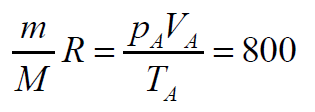 m/M R = p_A V_A / T_A = 800